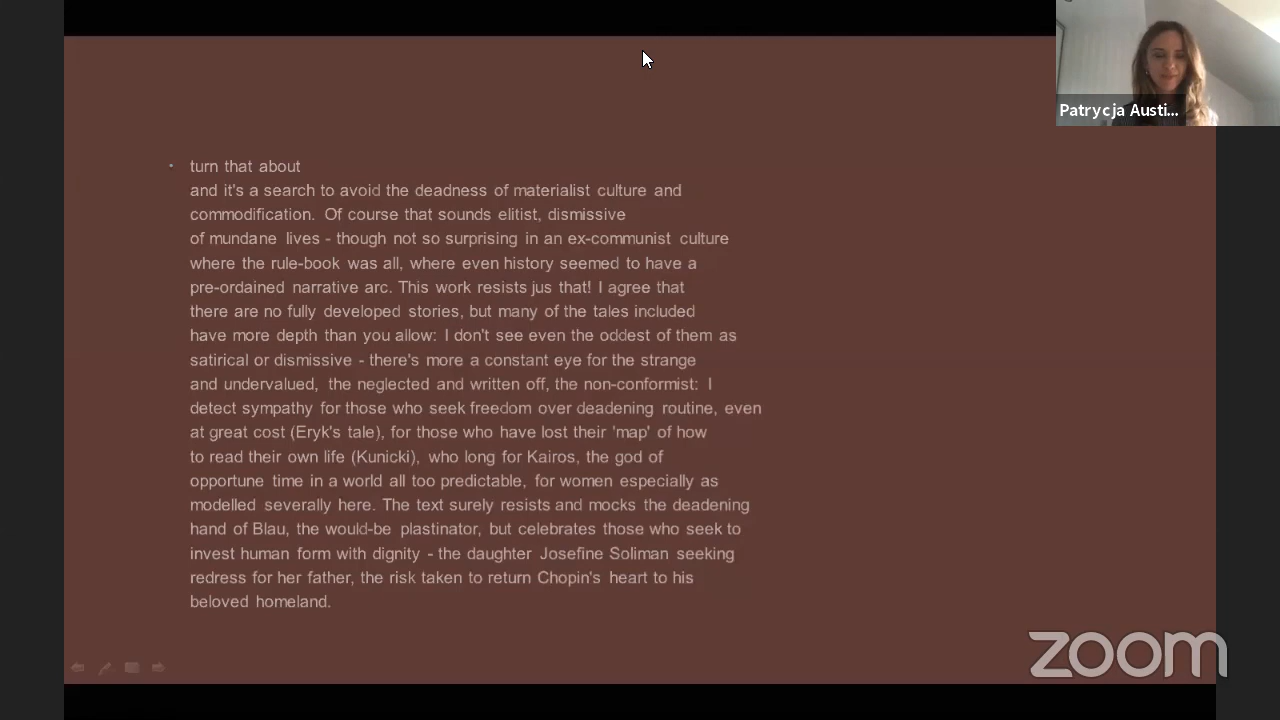 Patrycja Austi...
turn that about
and it's a search to avoid the deadness of materialist culture and
commodification. Of course that sounds elitist, dismissive
of mundane lives - though not so surprising in an ex-communist culture
where the rule-book was all, where even history seemed to have a
pre-ordained narrative arc. This work resists jus that! I agree that
there are no fully developed stories, but many of the tales included
have more depth than you allow: I don't see even the oddest of them as
satirical or dismissive - there's more a constant eye for the strange
and undervalued, the neglected and written off, the non-conformist: I
detect sympathy for those who seek freedom over deadening routine, even
at great cost (Eryk's tale), for those who have lost their 'map' of how
to read their own life (Kunicki), who long for Kairos, the god of
opportune time in a world all too predictable, for women especially as
modelled severally here. The text surely resists and mocks the deadening
hand of Blau, the would-be plastinator, but celebrates those who seek to
invest human form with dignity - the daughter Josefine Soliman seeking
redress for her father, the risk taken to return Chopin's heart to his
beloved homeland.
zoom